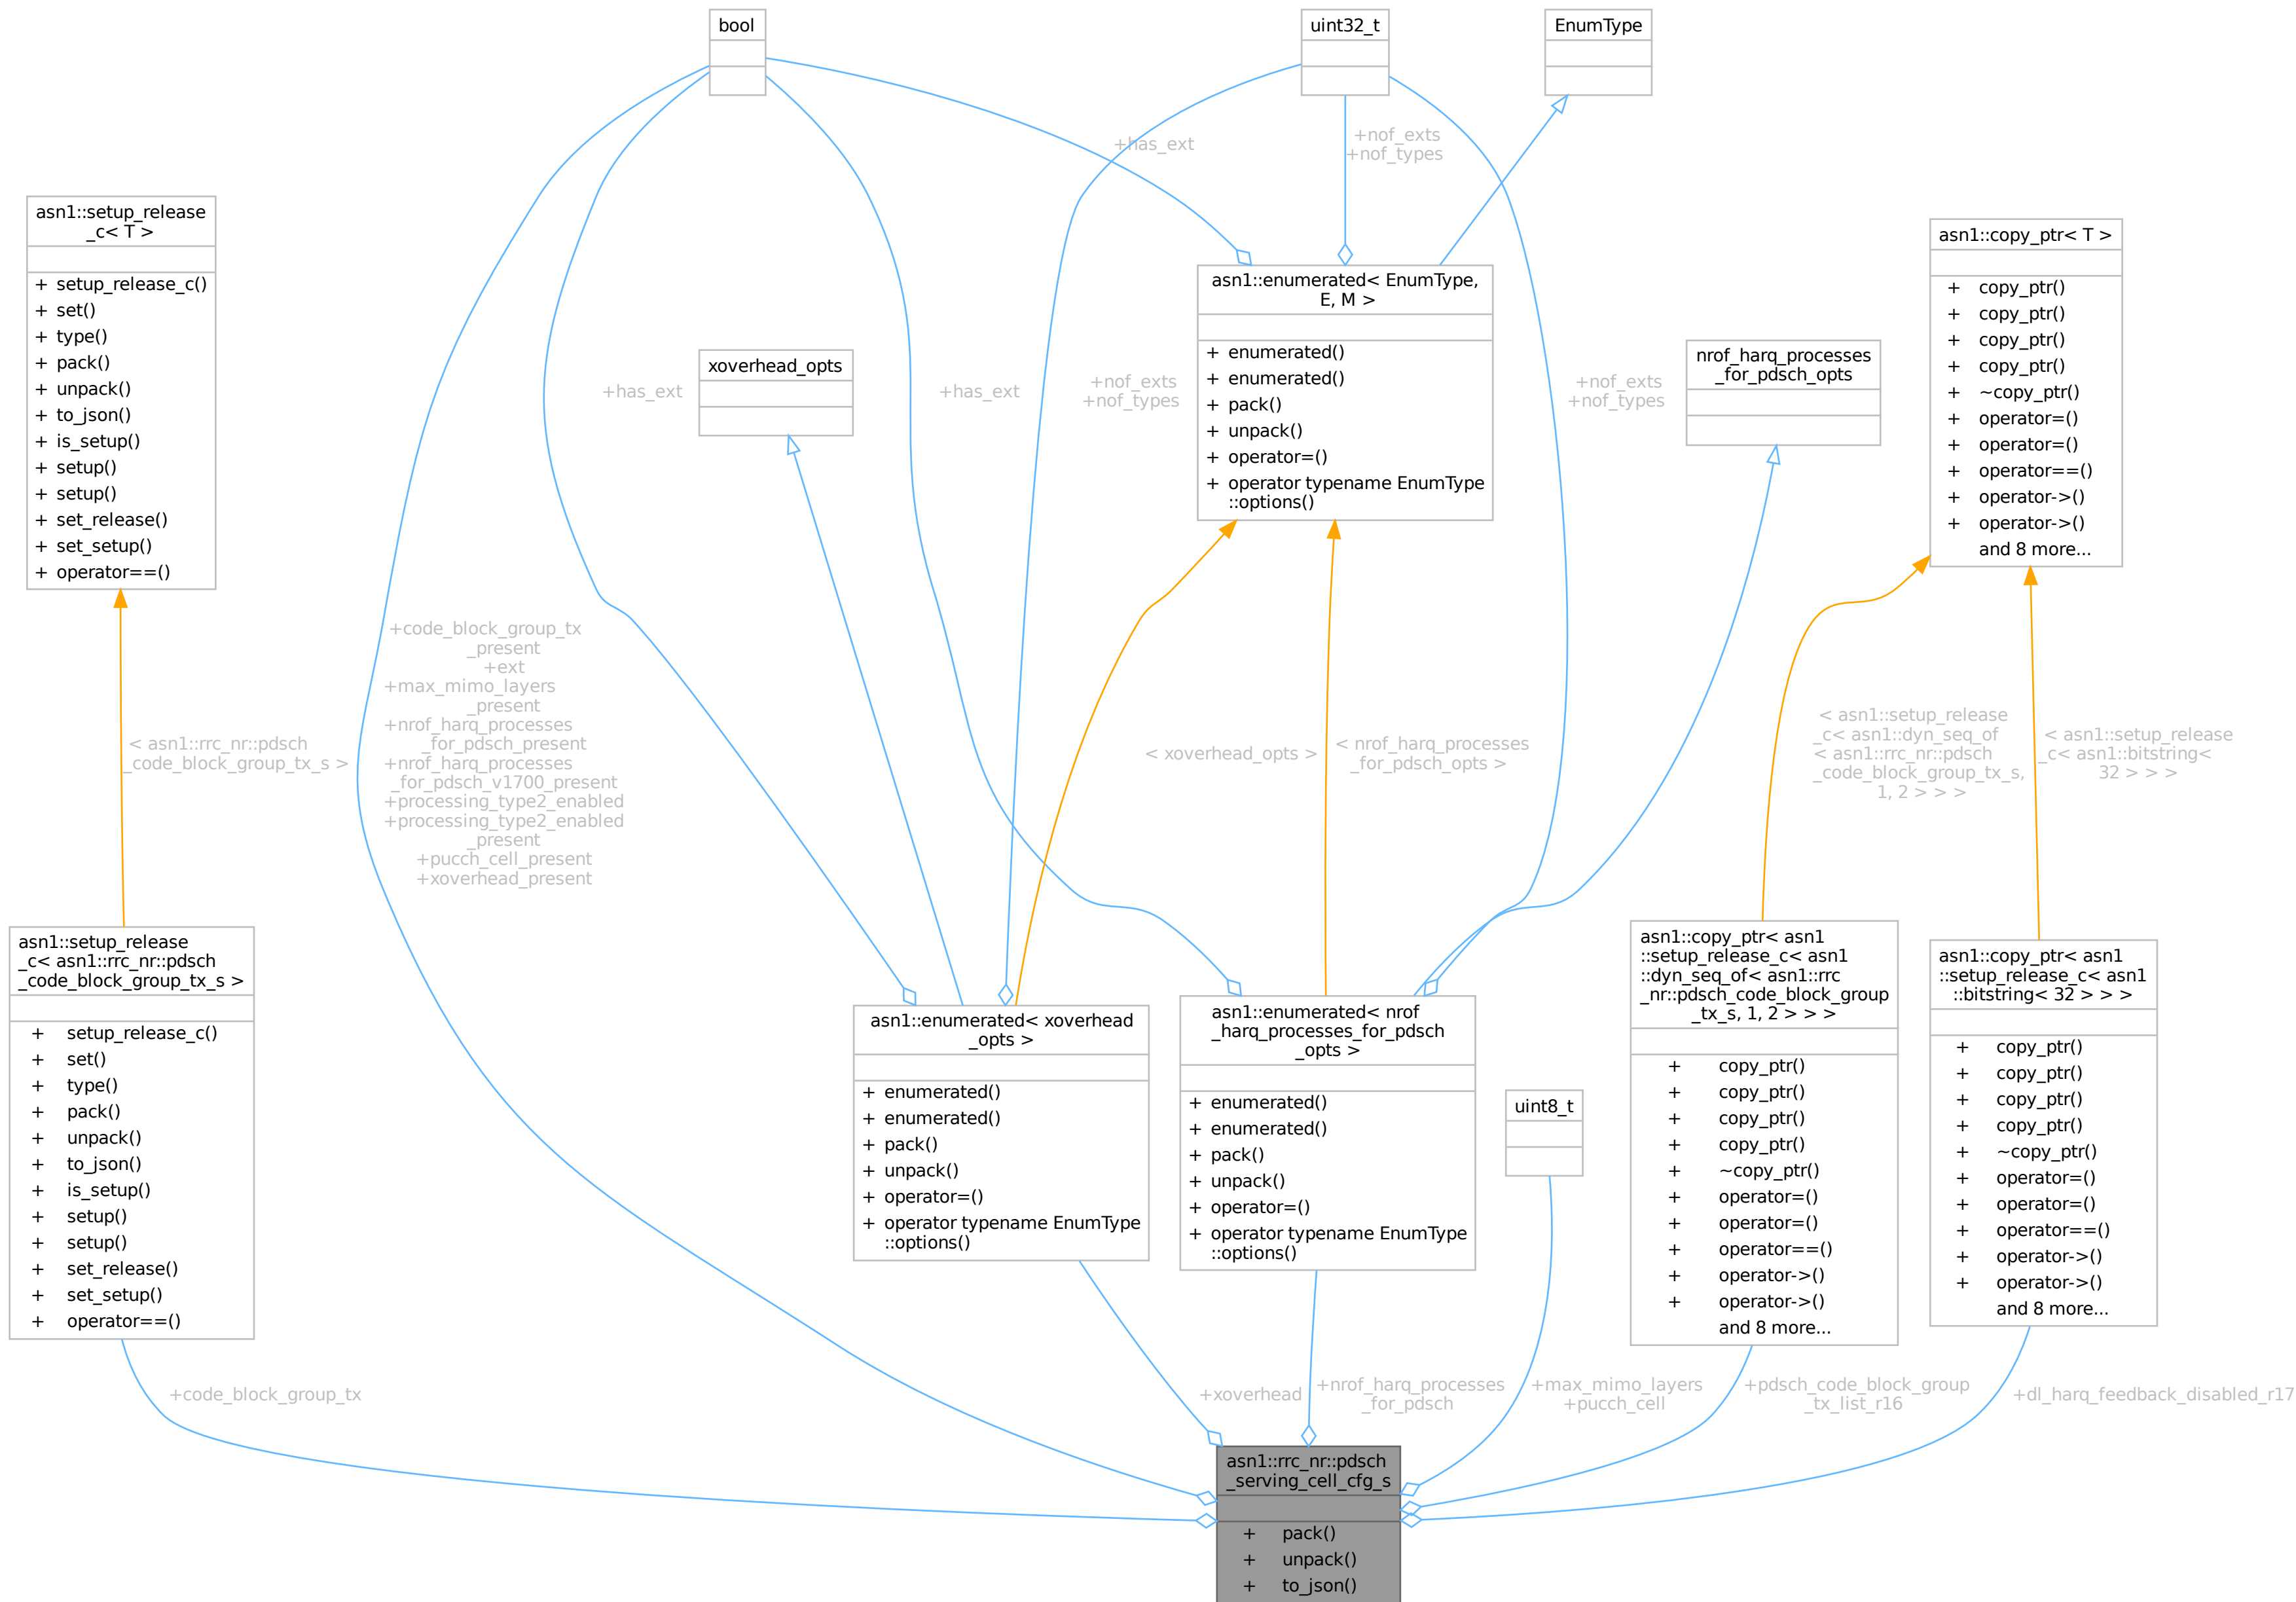 bool
uint32_t
EnumType
+has_ext
+nof_exts
+nof_types
asn1::setup_release
_c< T >
+ setup_release_c()
+ set()
+ type()
+ pack()
+ unpack()
+ to_json()
+ is_setup()
+ setup()
+ setup()
+ set_release()
+ set_setup()
+ operator==()
asn1::copy_ptr< T >
+ copy_ptr()
+ copy_ptr()
+ copy_ptr()
+ copy_ptr()
+ ~copy_ptr()
+ operator=()
+ operator=()
+ operator==()
+ operator->()
+ operator->()
and 8 more...
asn1::enumerated< EnumType,
E, M >
+ enumerated()
+ enumerated()
+ pack()
+ unpack()
+ operator=()
+ operator typename EnumType
::options()
xoverhead_opts
nrof_harq_processes
_for_pdsch_opts
+has_ext
+has_ext
+nof_exts
+nof_types
+nof_exts
+nof_types
+code_block_group_tx
_present
+ext
+max_mimo_layers
_present
+nrof_harq_processes
_for_pdsch_present
+nrof_harq_processes
_for_pdsch_v1700_present
+processing_type2_enabled
+processing_type2_enabled
_present
+pucch_cell_present
+xoverhead_present
< asn1::rrc_nr::pdsch
_code_block_group_tx_s >
< xoverhead_opts >
< nrof_harq_processes
_for_pdsch_opts >
< asn1::setup_release
_c< asn1::dyn_seq_of
< asn1::rrc_nr::pdsch
_code_block_group_tx_s,
1, 2 > > >
< asn1::setup_release
_c< asn1::bitstring<
32 > > >
asn1::setup_release
_c< asn1::rrc_nr::pdsch
_code_block_group_tx_s >
+ setup_release_c()
+ set()
+ type()
+ pack()
+ unpack()
+ to_json()
+ is_setup()
+ setup()
+ setup()
+ set_release()
+ set_setup()
+ operator==()
asn1::enumerated< xoverhead
_opts >
+ enumerated()
+ enumerated()
+ pack()
+ unpack()
+ operator=()
+ operator typename EnumType
::options()
asn1::enumerated< nrof
_harq_processes_for_pdsch
_opts >
+ enumerated()
+ enumerated()
+ pack()
+ unpack()
+ operator=()
+ operator typename EnumType
::options()
uint8_t
asn1::copy_ptr< asn1
::setup_release_c< asn1
::dyn_seq_of< asn1::rrc
_nr::pdsch_code_block_group
_tx_s, 1, 2 > > >
+ copy_ptr()
+ copy_ptr()
+ copy_ptr()
+ copy_ptr()
+ ~copy_ptr()
+ operator=()
+ operator=()
+ operator==()
+ operator->()
+ operator->()
and 8 more...
asn1::copy_ptr< asn1
::setup_release_c< asn1
::bitstring< 32 > > >
+ copy_ptr()
+ copy_ptr()
+ copy_ptr()
+ copy_ptr()
+ ~copy_ptr()
+ operator=()
+ operator=()
+ operator==()
+ operator->()
+ operator->()
and 8 more...
+code_block_group_tx
+xoverhead
+nrof_harq_processes
_for_pdsch
+max_mimo_layers
+pucch_cell
+pdsch_code_block_group
_tx_list_r16
+dl_harq_feedback_disabled_r17
asn1::rrc_nr::pdsch
_serving_cell_cfg_s
+ pack()
+ unpack()
+ to_json()